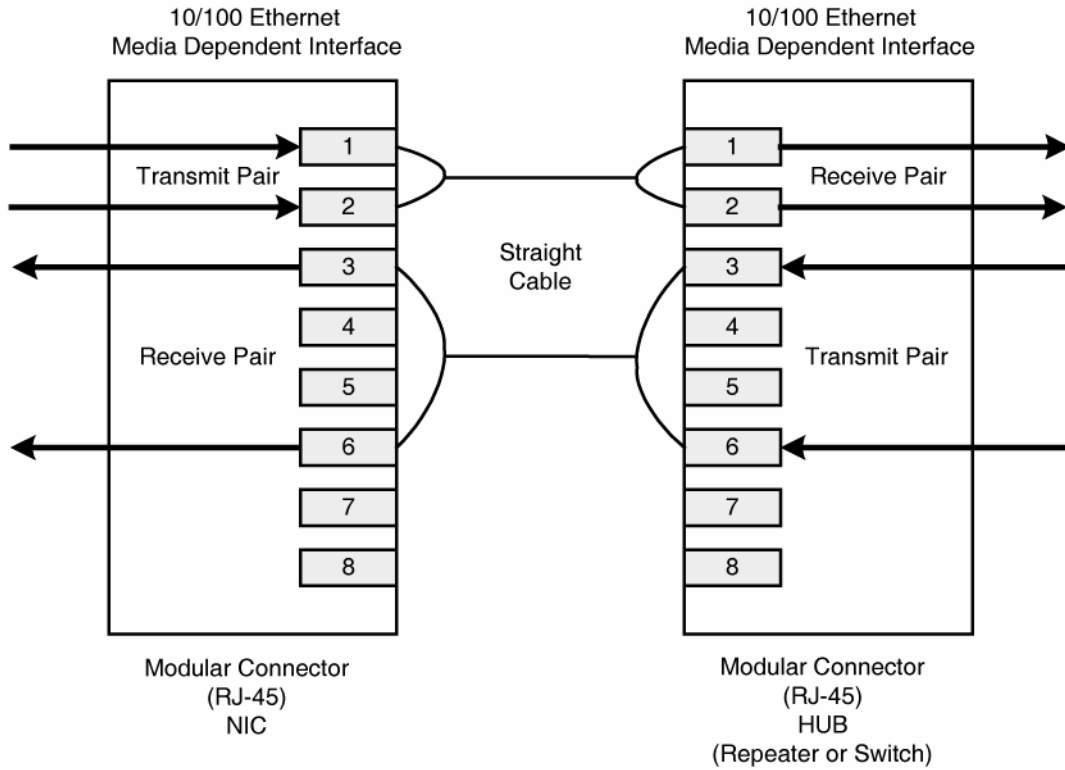 10/100 Ethernet
Media Dependent Interface
10/100 Ethernet
Media Dependent Interface
1
Transmit Pair
2
3
4
Receive Pair
5
6
7
8
Straight
Cable
1
Receive Pair
2
3
4
Transmit Pair
5
6
7
8
Modular Connector
(RJ-45)
NIC
Modular Connector
(RJ-45)
HUB
(Repeater or Switch)